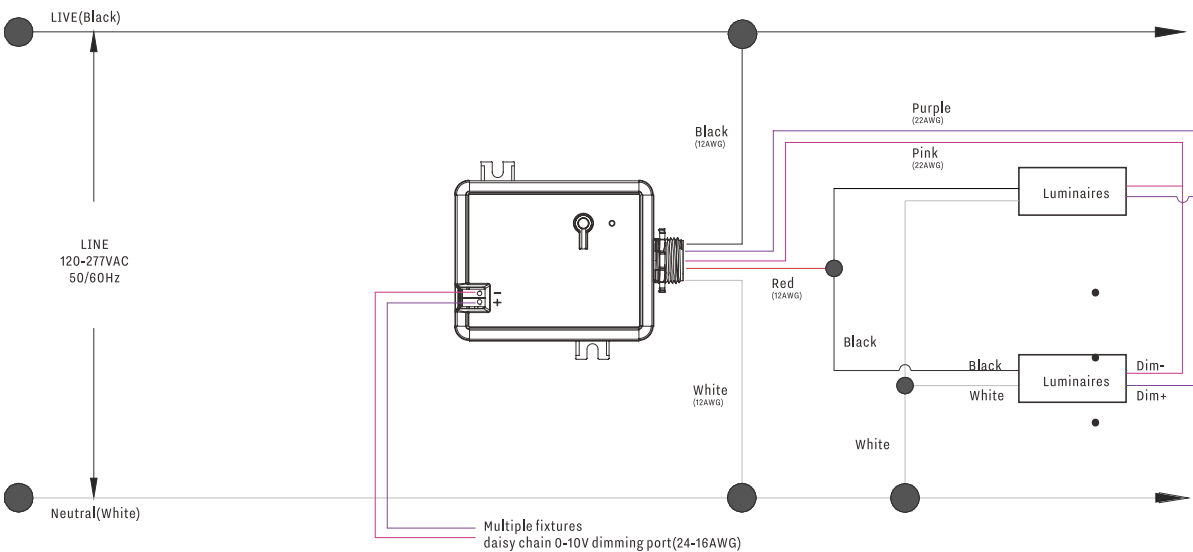 LIVE(Black)
Purple
(22AWG)
Black
(12AWG)
Pink
(22AWG)
Luminaires
LINE
120-277VAC
50/60Hz
Red
(12AWG)
−
+
Black
Black
White
Luminaires
Dim-
Dim+
White
(12AWG)
White
Neutral(White)
Multiple fixtures
daisy chain 0-10V dimming port(24-16AWG)